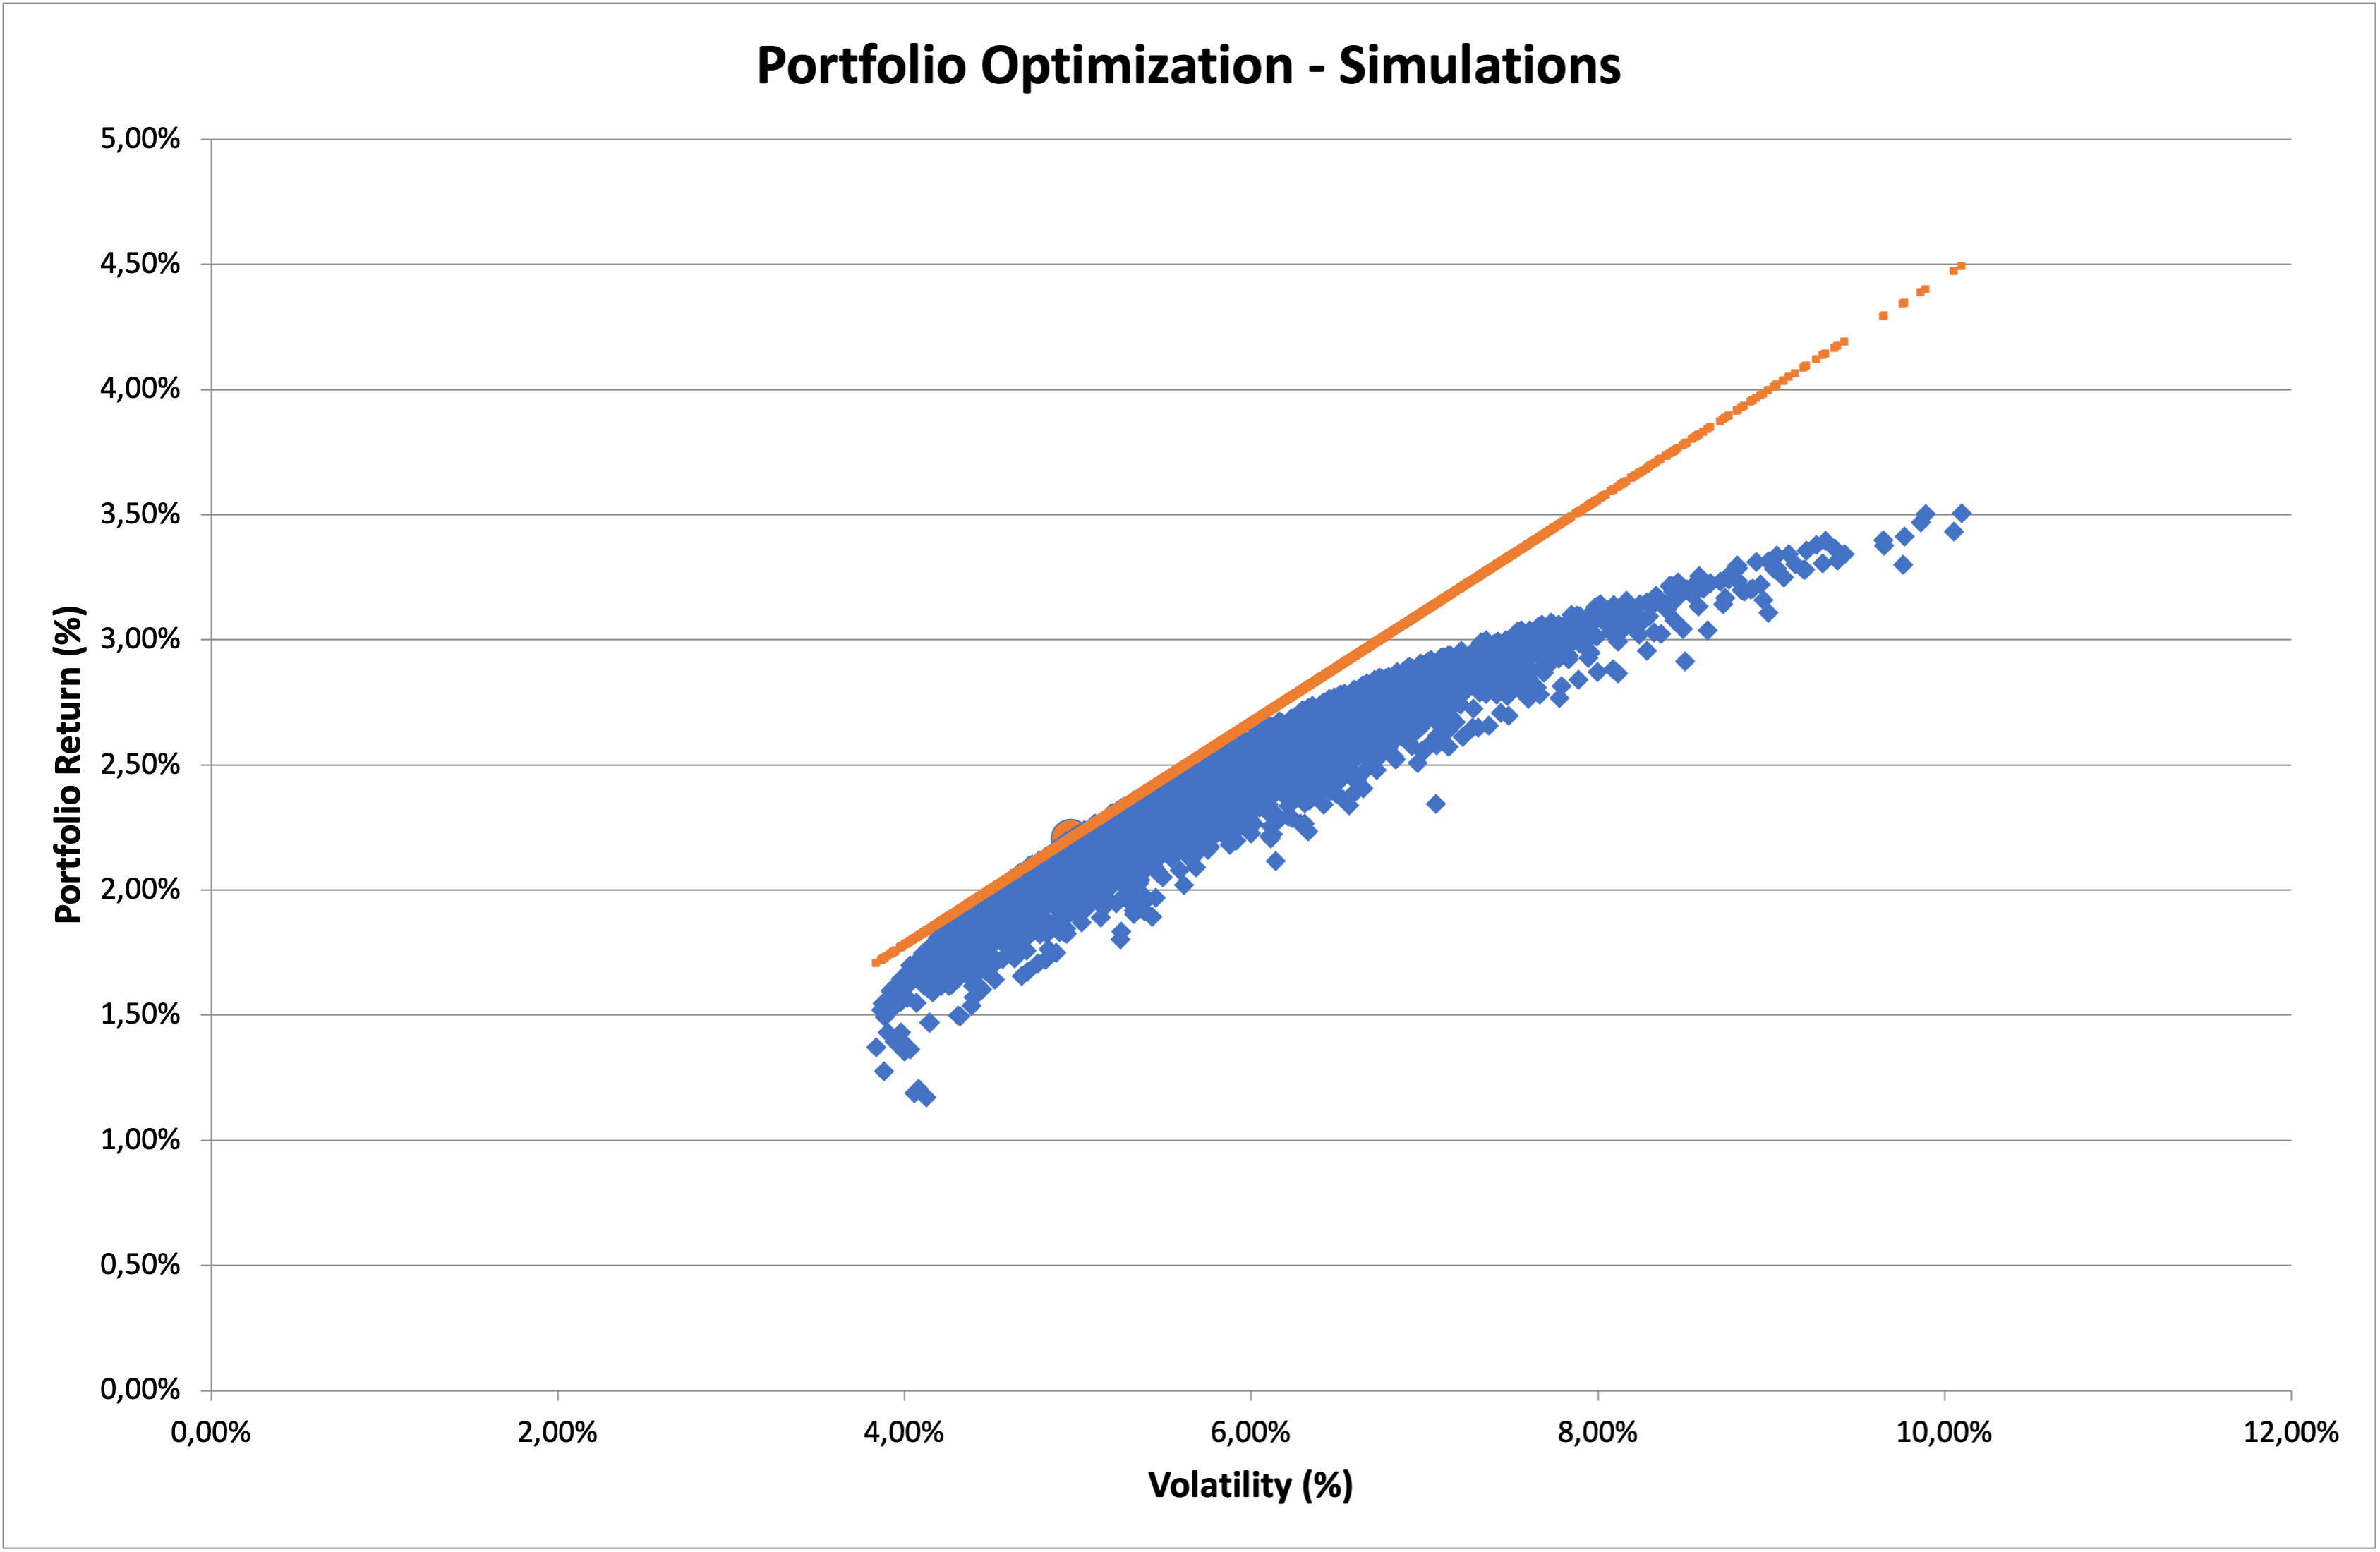 Portfolio Optimization - Simulations
5,00%
4,50%
4,00%
3,50%
3,00%
2,50%
2,00%
1,50%
1,00%
0,50%
0,00%
Portfolio Return (%)
0,00% 2,00% 4,00% 6,00% 8,00% 10,00% 12,00%
Volatility (%)